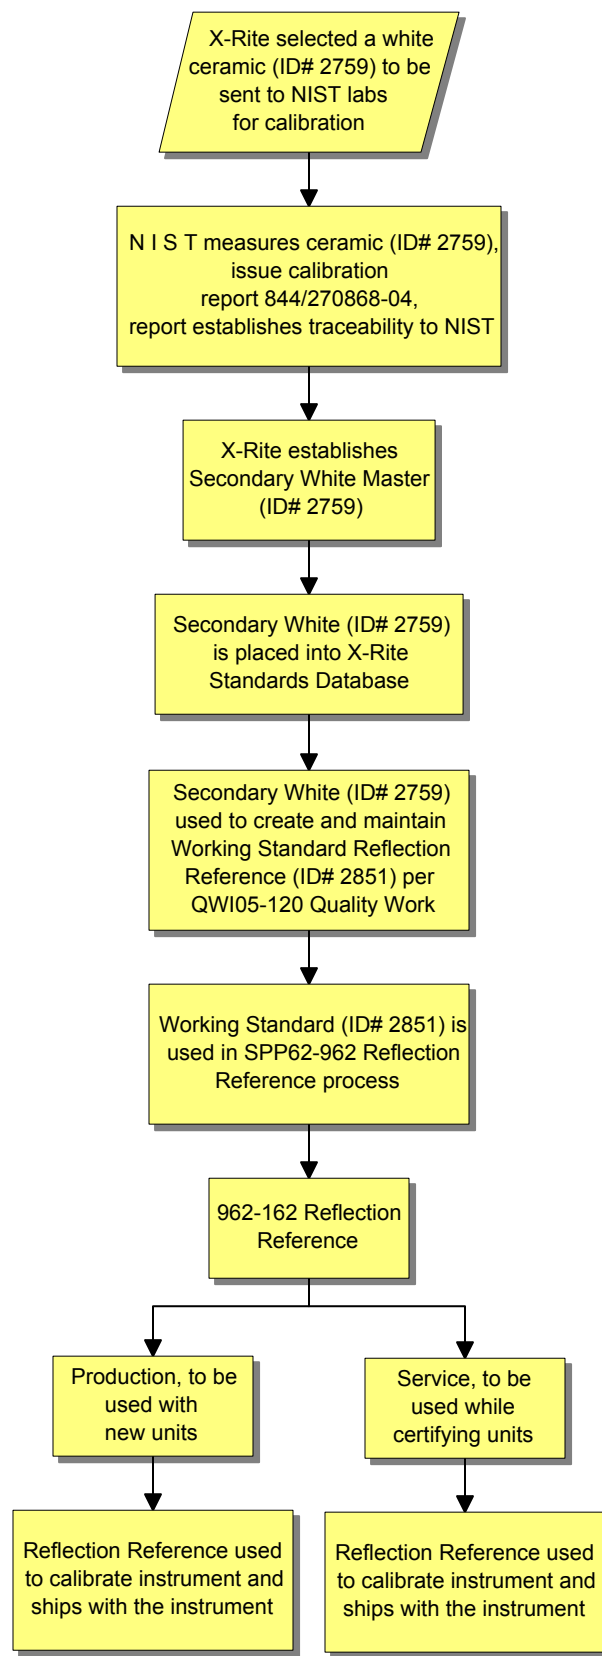 X-Rite selected a white
ceramic (ID# 2759) to be
sent to NIST labs
for calibration
N I S T measures ceramic (ID# 2759),
issue calibration
report 844/270868-04,
report establishes traceability to NIST
X-Rite establishes
Secondary White Master
(ID# 2759)
Secondary White (ID# 2759)
is placed into X-Rite
Standards Database
Secondary White (ID# 2759)
used to create and maintain
Working Standard Reflection
Reference (ID# 2851) per
QWI05-120 Quality Work
Working Standard (ID# 2851) is
used in SPP62-962 Reflection
Reference process
962-162 Reflection
Reference
Production, to be
used with
new units
Service, to be
used while
certifying units
Reflection Reference used
to calibrate instrument and
ships with the instrument
Reflection Reference used
to calibrate instrument and
ships with the instrument